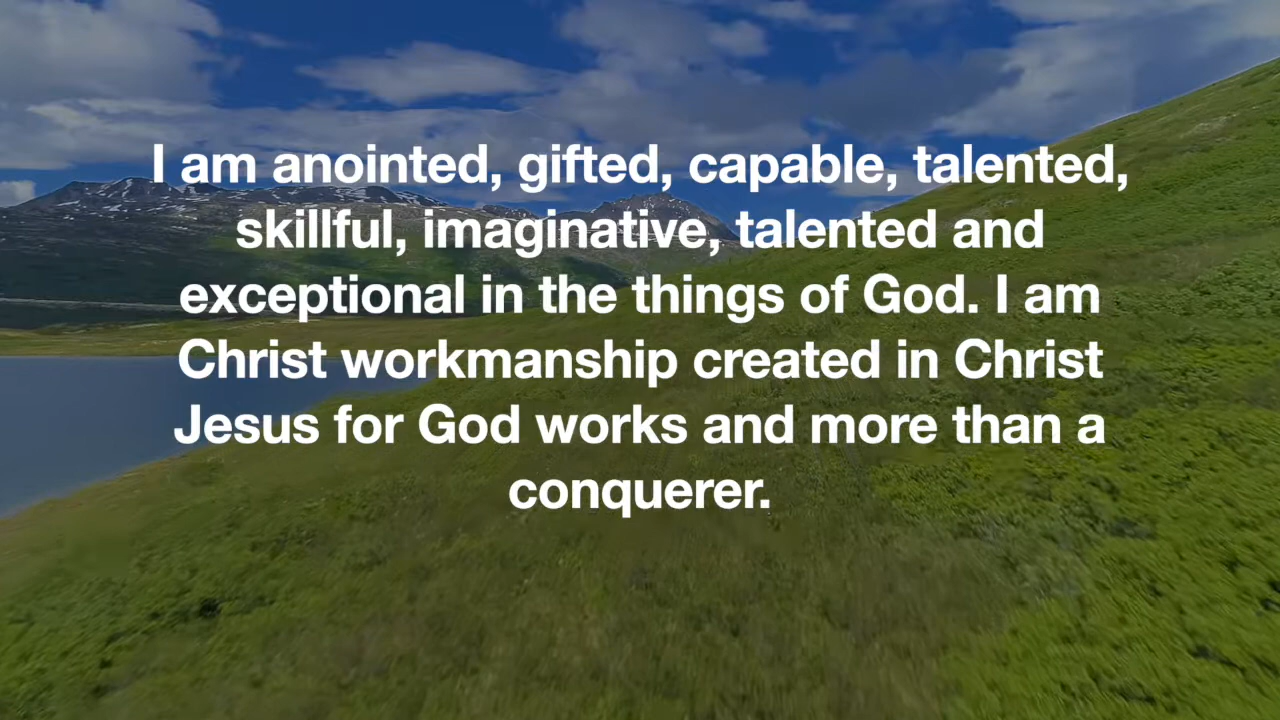 I am anointed, gifted, capable, talented,
skillful, imaginative, talented and
exceptional in the things of God. I am
Christ workmanship created in Christ
Jesus for God works and more than a
conquerer.